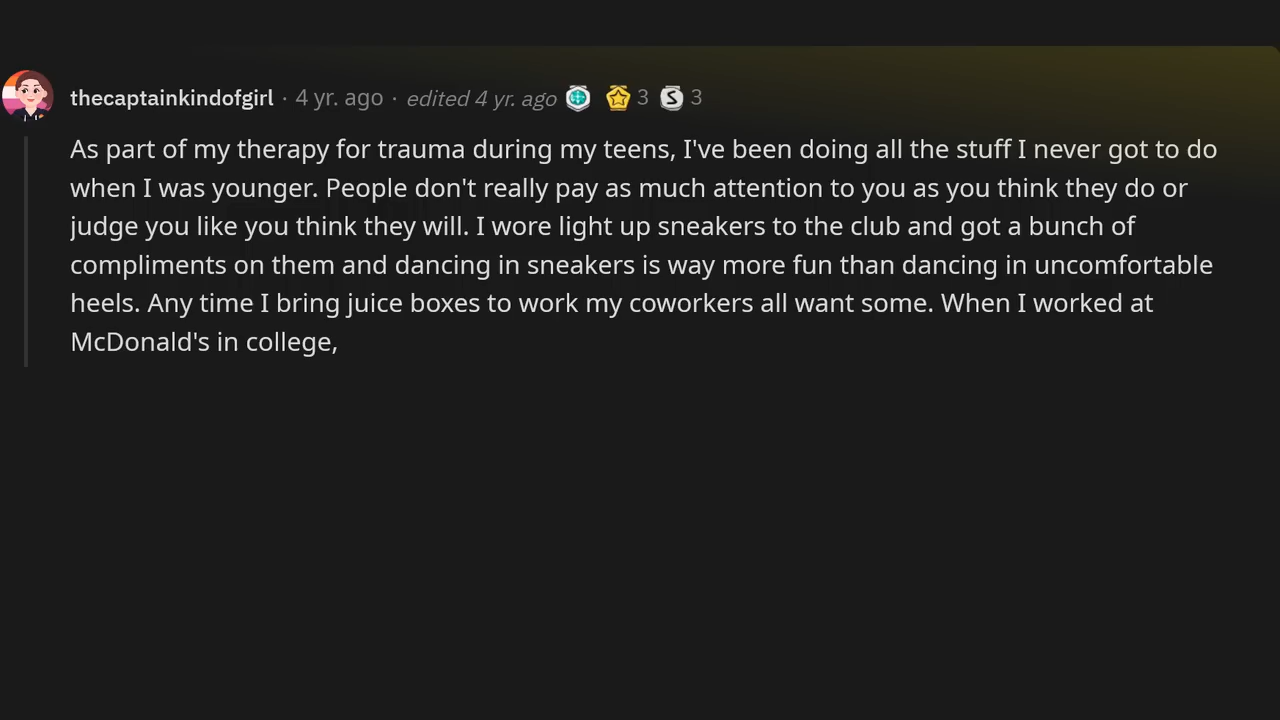 thecaptainkindofgirl · 4 yr. ago · edited 4 yr. ago 3 S 3
As part of my therapy for trauma during my teens, I've been doing all the stuff I never got to do
when I was younger. People don't really pay as much attention to you as you think they do or
judge you like you think they will. I wore light up sneakers to the club and got a bunch of
compliments on them and dancing in sneakers is way more fun than dancing in uncomfortable
heels. Any time I bring juice boxes to work my coworkers all want some. When I worked at
McDonald's in college,